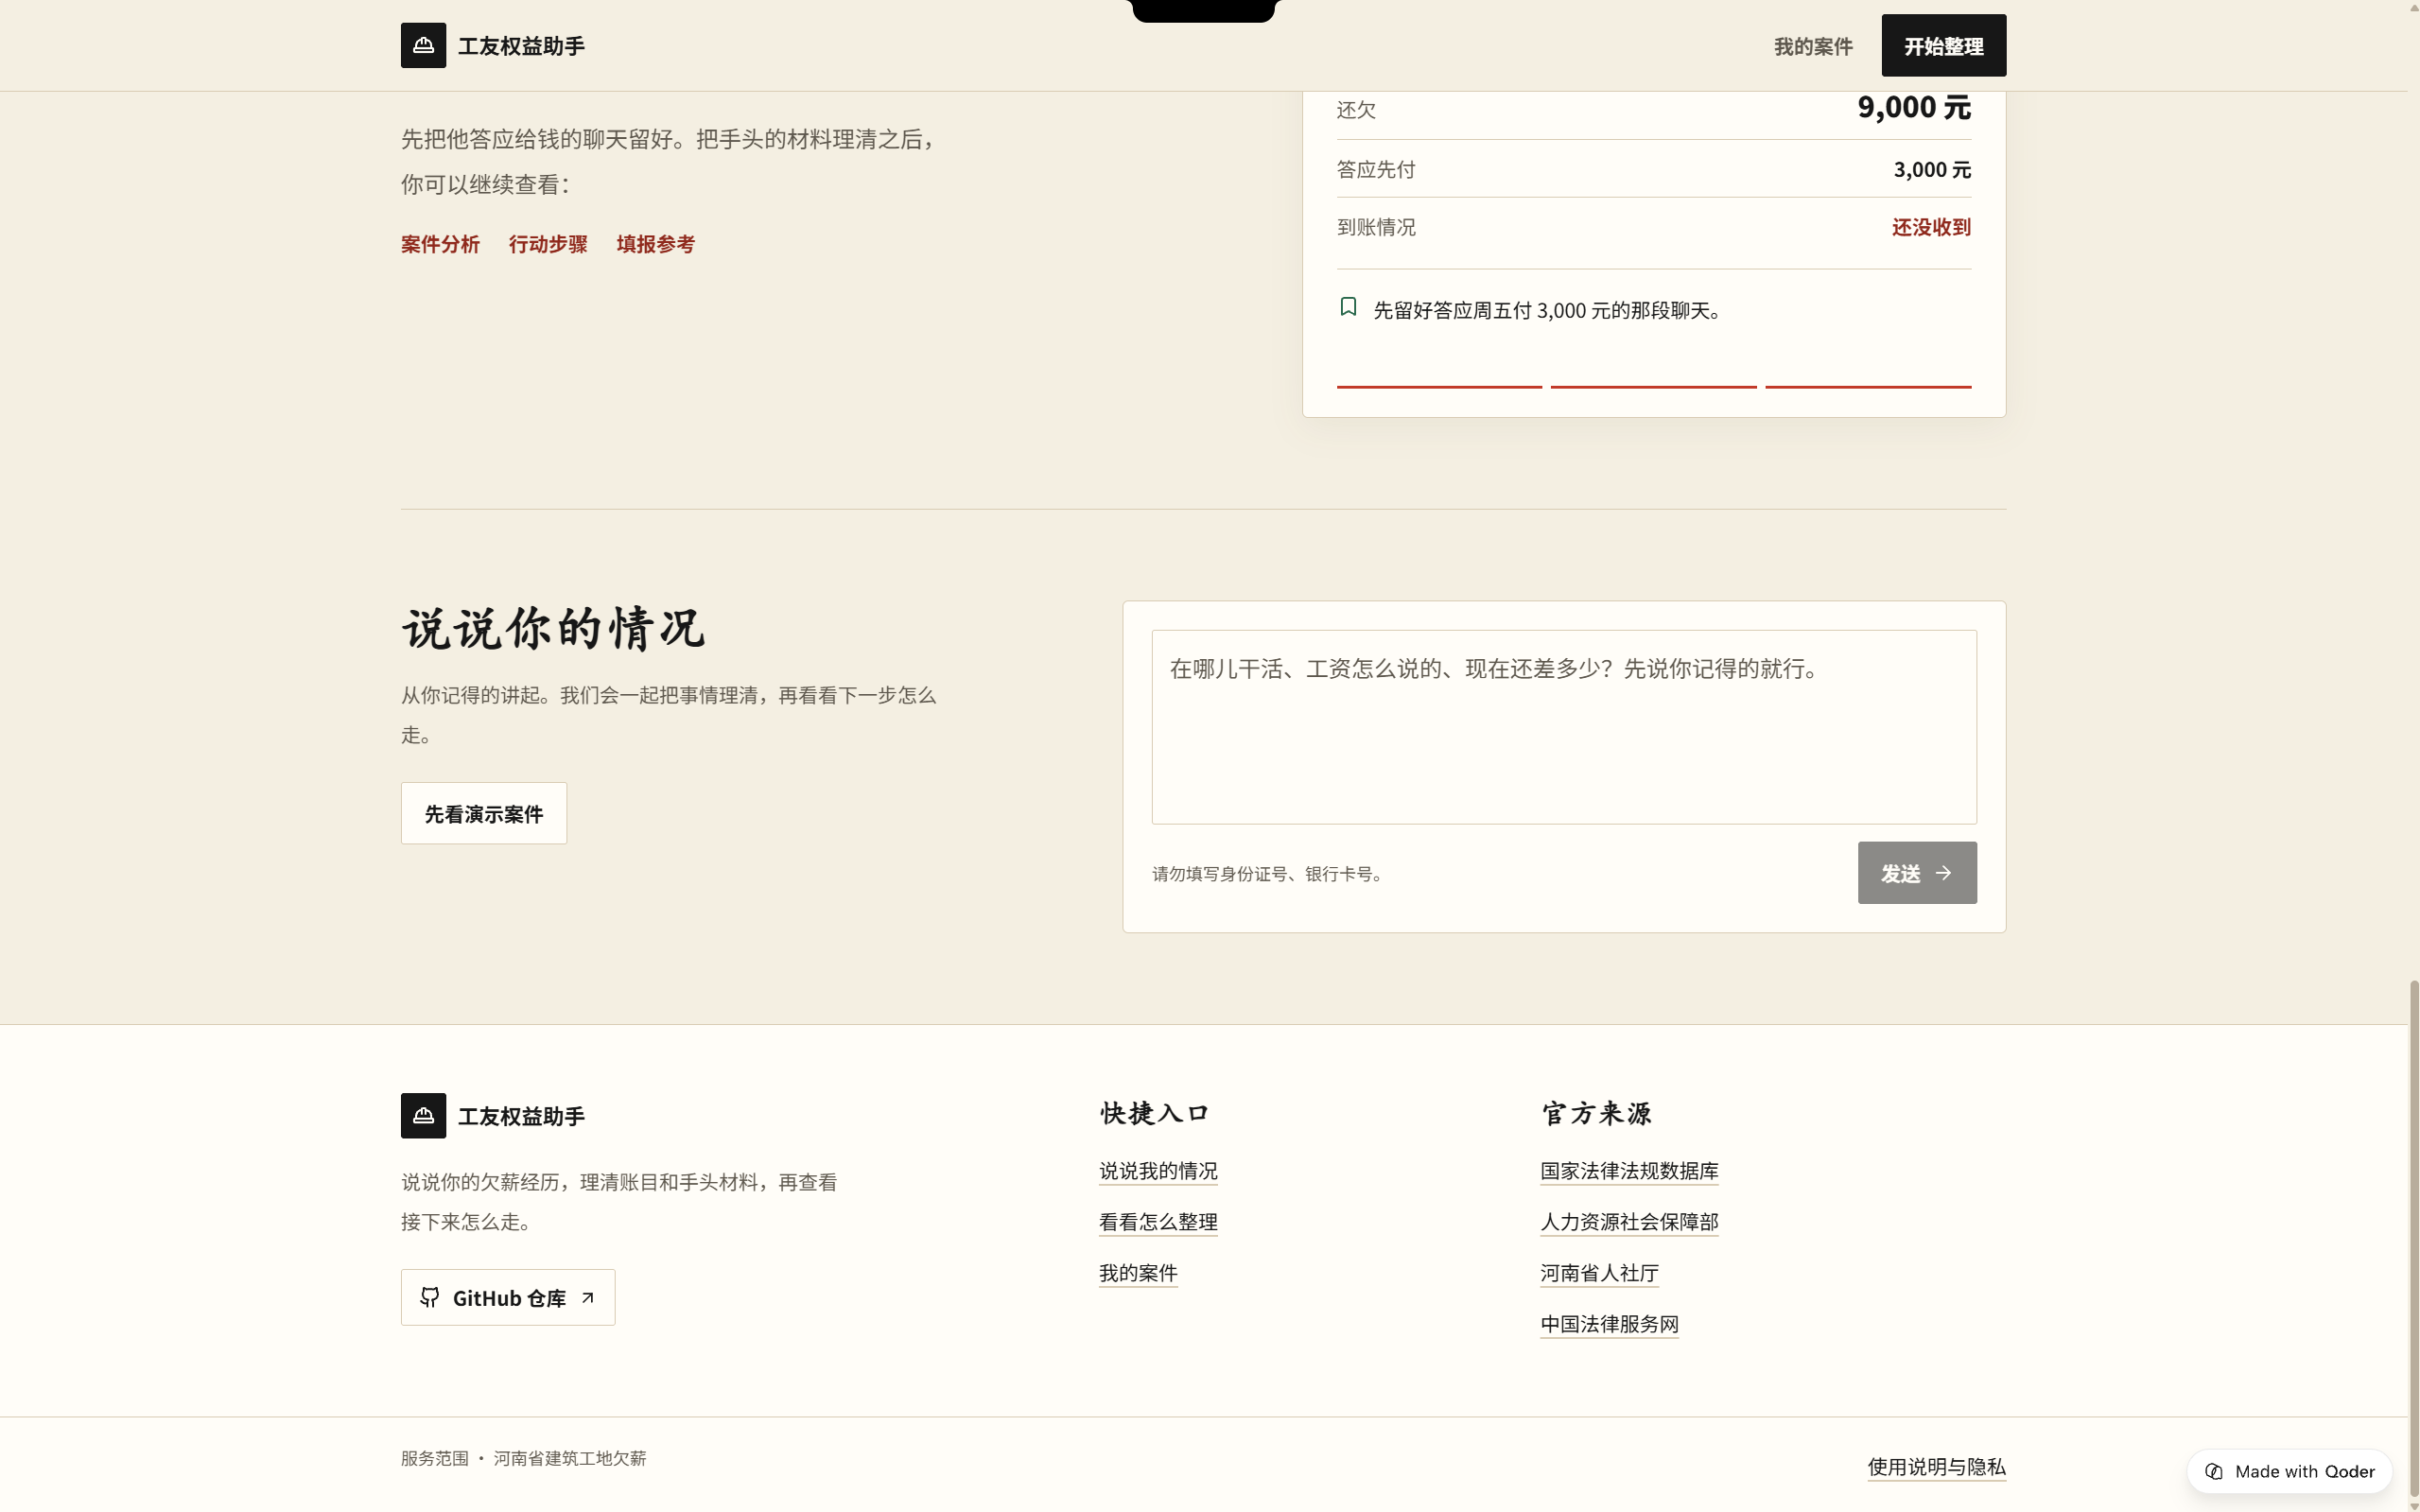 工友权益助手
我的案件
开始整理
先把他答应给钱的聊天留好。把手头的材料理清之后，
你可以继续查看：
案件分析 行动步骤 填报参考
还欠 9,000 元
答应先付 3,000 元
到账情况 还没收到
先留好答应周五付 3,000 元的那段聊天。
说说你的情况
从你记得的讲起。我们会一起把事情理清，再看看下一步怎么
走。
先看演示案件
在哪儿干活、工资怎么说的、现在还差多少？先说你记得的就行。
请勿填写身份证号、银行卡号。
发送
工友权益助手
说说你的欠薪经历，理清账目和手头材料，再查看
接下来怎么走。
GitHub 仓库
快捷入口
说说我的情况
看看怎么整理
我的案件
官方来源
国家法律法规数据库
人力资源社会保障部
河南省人社厅
中国法律服务网
服务范围 · 河南省建筑工地欠薪
使用说明与隐私
Made with Qoder